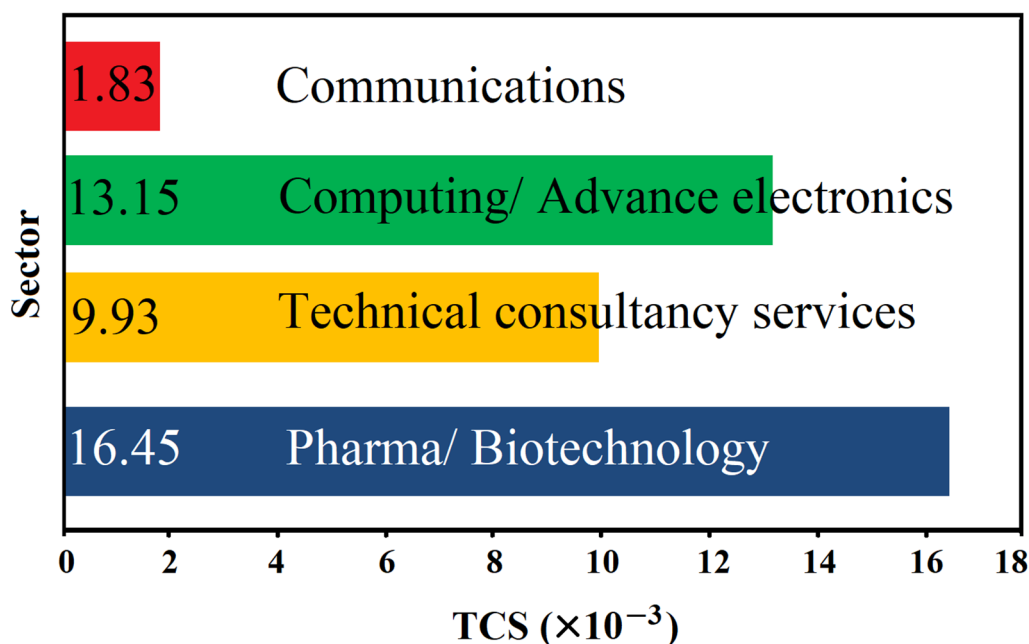 1.83 Communications
13.15 Computing/ Advance electronics
9.93 Technical consultancy services
16.45 Pharma/ Biotechnology
Sector
0 2 4 6 8 10 12 14 16 18
TCS (×10⁻³)